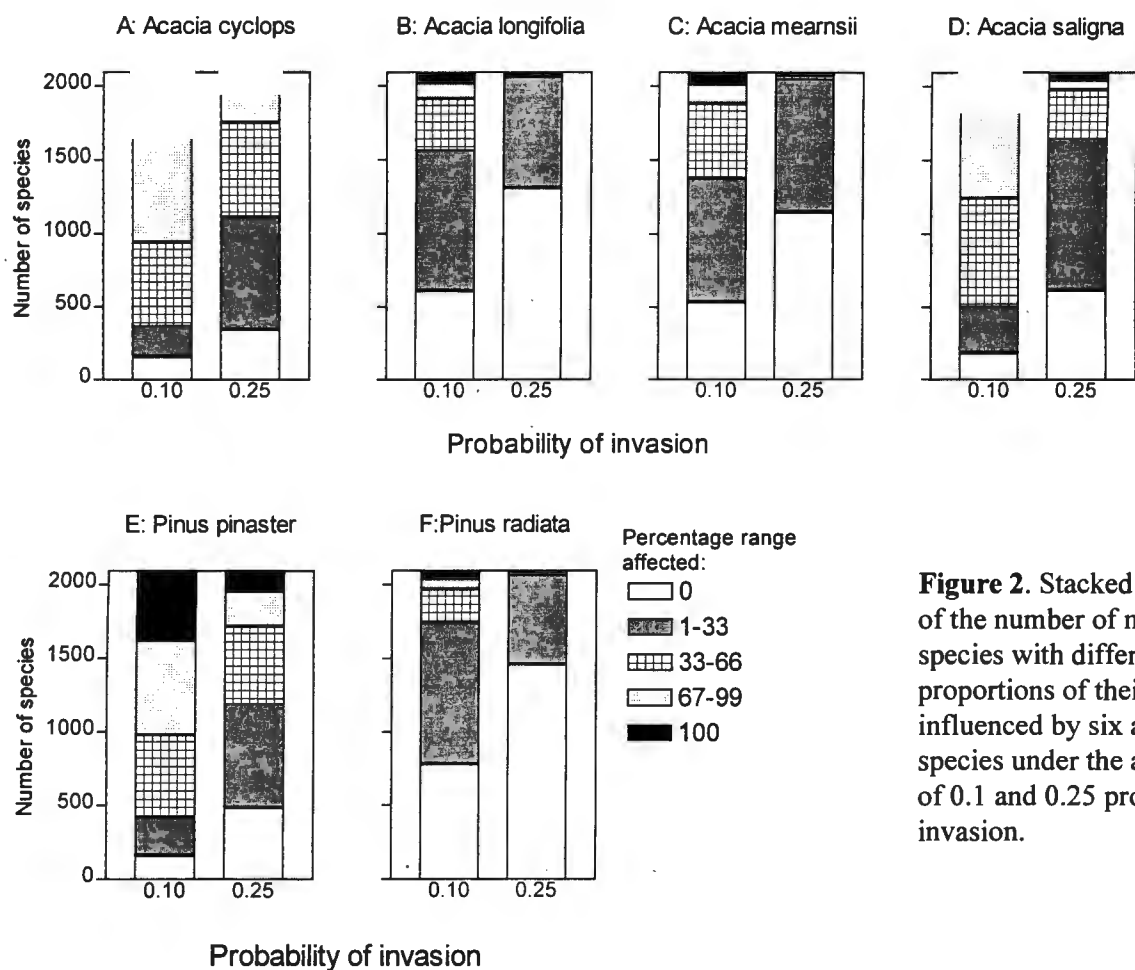 A: Acacia cyclops
B: Acacia longifolia
C: Acacia mearnsii
D: Acacia saligna
Number of species
2000
1500
1000
500
0
0.10 0.25
0.10 0.25
0.10 0.25
0.10 0.25
Probability of invasion
E: Pinus pinaster
F:Pinus radiata
Number of species
2000
1500
1000
500
0
0.10 0.25
0.10 0.25
Probability of invasion
Percentage range
affected:
0
1-33
33-66
67-99
100
Figure 2. Stacked
of the number of
species with differ
proportions of their
influenced by six a
species under the a
of 0.1 and 0.25 pro
invasion.